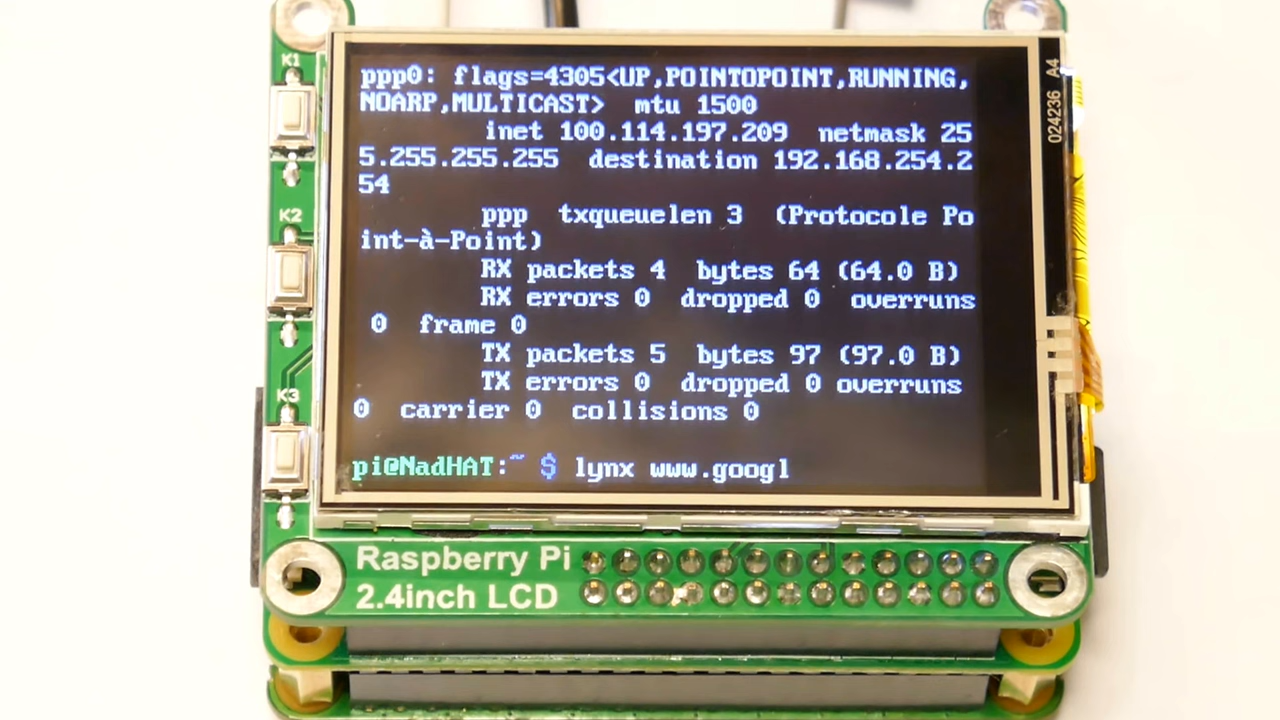 ppp0: flags=4305<UP,POINTOPOINT,RUNNING,
NOARP,MULTICAST>  mtu 1500
inet 100.114.197.209  netmask 25
5.255.255.255  destination 192.168.254.2
54
ppp  txqueuelen 3  (Protocole Po
int-à-Point)
RX packets 4  bytes 64 (64.0 B)
RX errors 0  dropped 0  overruns
0  frame 0
TX packets 5  bytes 97 (97.0 B)
TX errors 0  dropped 0 overruns
0  carrier 0  collisions 0
pi@NadHAT:~ $ lynx www.googl
K1
K2
K3
024236 A4
Raspberry Pi
2.4inch LCD